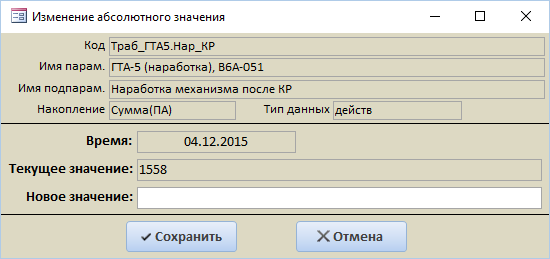 Изменение абсолютного значения
Код Траб_ГТА5.Нар_КР
Имя парам. ГТА-5 (наработка), В6А-051
Имя подпарам. Наработка механизма после КР
Накопление Сумма(ПА) Тип данных действ
Время: 04.12.2015
Текущее значение: 1558
Новое значение:
Сохранить Отмена